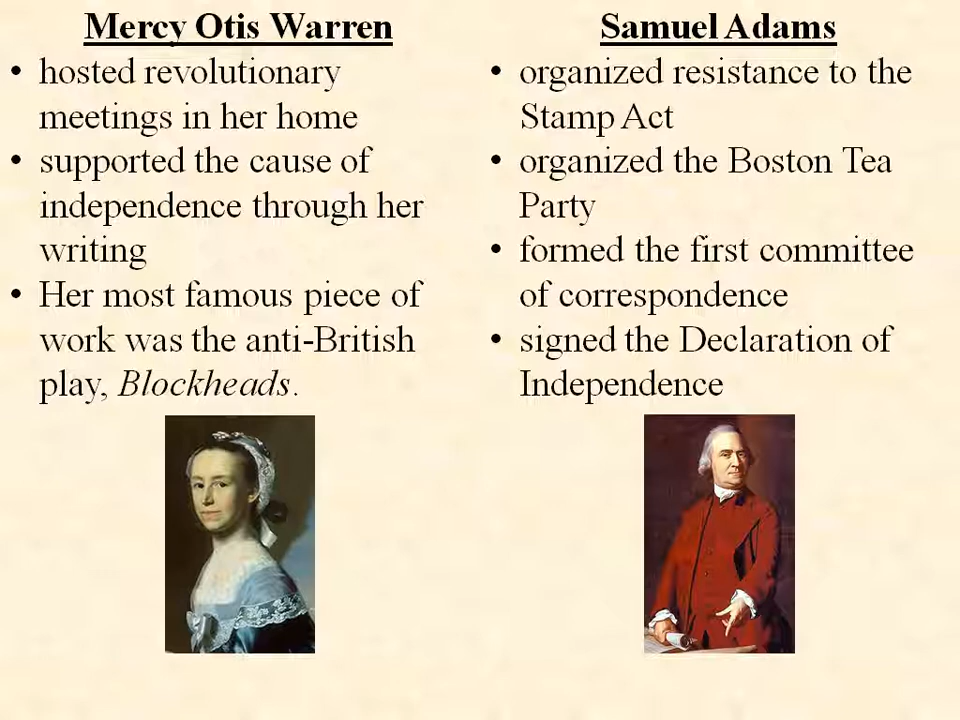 Mercy Otis Warren
• hosted revolutionary
meetings in her home
• supported the cause of
independence through her
writing
• Her most famous piece of
work was the anti-British
play, Blockheads.
Samuel Adams
• organized resistance to the
Stamp Act
• organized the Boston Tea
Party
• formed the first committee
of correspondence
• signed the Declaration of
Independence